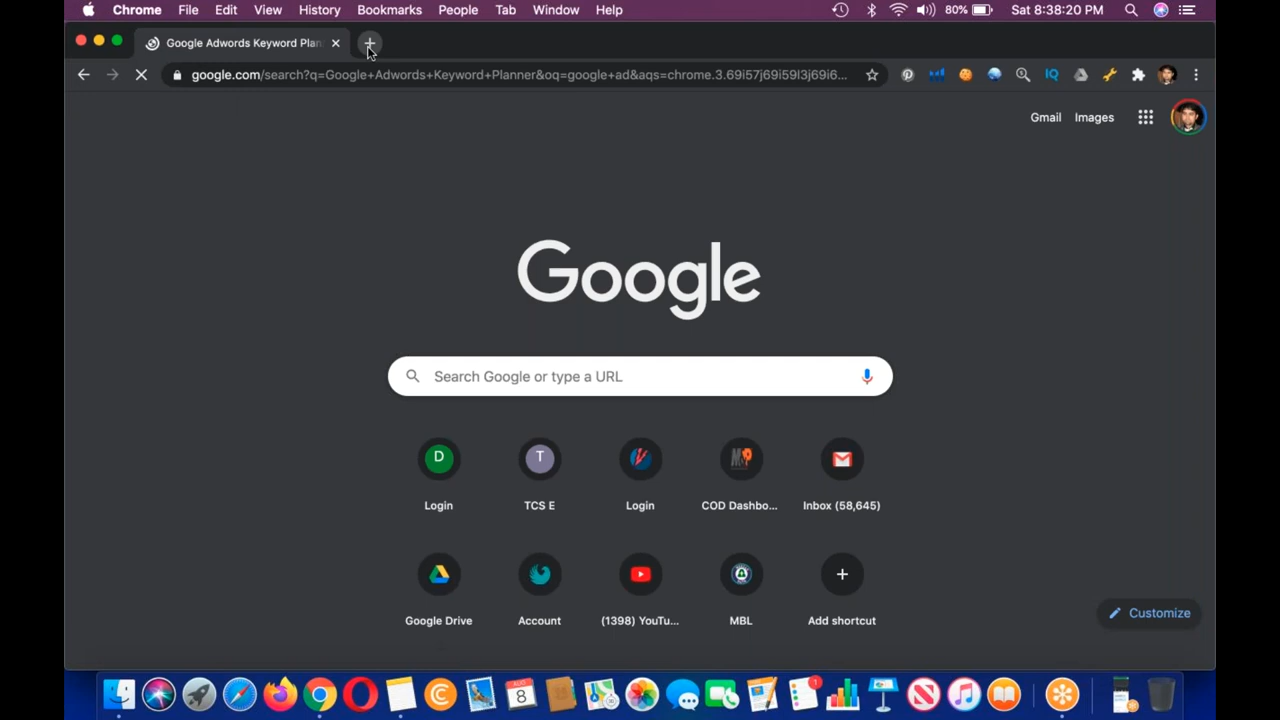 Chrome File Edit View History Bookmarks People Tab Window Help 80% Sat 8:38:20 PM
Google Adwords Keyword Plan
google.com/search?q=Google+Adwords+Keyword+Planner&oq=google+ad&aqs=chrome.3.69i57j69i59l3j69i6... IQ
Gmail Images
Google
Search Google or type a URL
D T
Login TCS E Login COD Dashbo... Inbox (58,645)
Google Drive Account (1398) YouTu... MBL Add shortcut
Customize
AUG 1
8